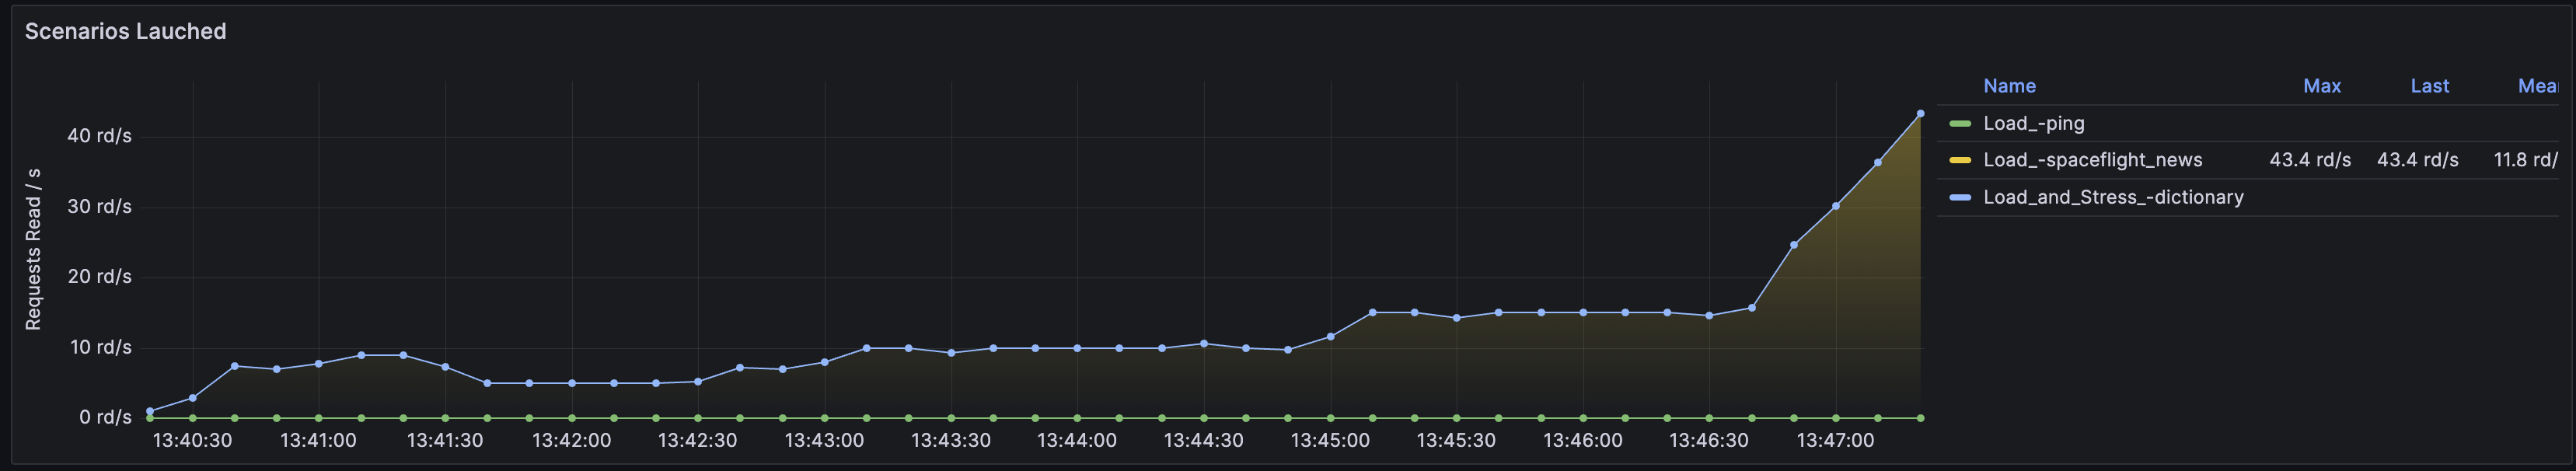 Scenarios Lauched
Requests Read / s
40 rd/s
30 rd/s
20 rd/s
10 rd/s
0 rd/s
13:40:30 13:41:00 13:41:30 13:42:00 13:42:30 13:43:00 13:43:30 13:44:00 13:44:30 13:45:00 13:45:30 13:46:00 13:46:30 13:47:00
Name Max Last Mea
Load_-ping
Load_-spaceflight_news 43.4 rd/s 43.4 rd/s 11.8 rd/
Load_and_Stress_-dictionary